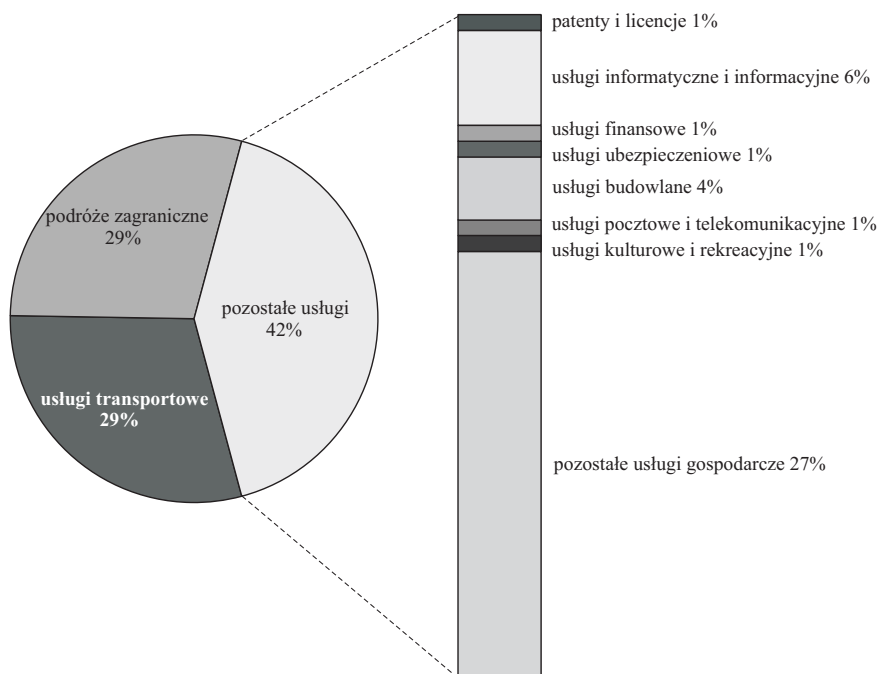 podróże zagraniczne
29%
pozostałe usługi
42%
usługi transportowe
29%
patenty i licencje 1%
usługi informatyczne i informacyjne 6%
usługi finansowe 1%
usługi ubezpieczeniowe 1%
usługi budowlane 4%
usługi pocztowe i telekomunikacyjne 1%
usługi kulturowe i rekreacyjne 1%
pozostałe usługi gospodarcze 27%